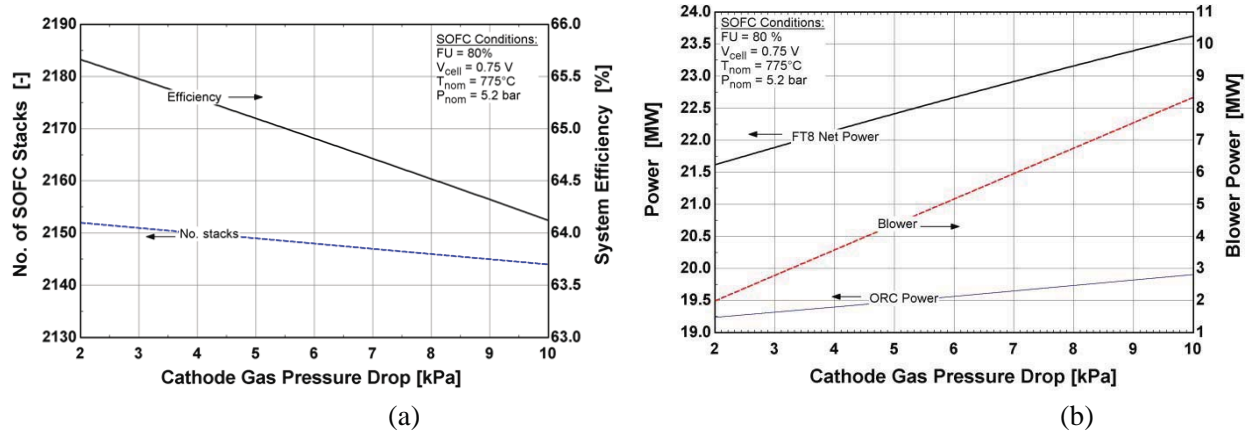 2190
2180
2170
2160
2150
2140
2130
No. of SOFC Stacks [-]
66.0
65.5
65.0
64.5
64.0
63.5
63.0
System Efficiency [%]
SOFC Conditions:
FU = 80%
Vcell = 0.75 V
Tnom = 775°C
Pnom = 5.2 bar
Efficiency
No. stacks
2 3 4 5 6 7 8 9 10
Cathode Gas Pressure Drop [kPa]
(a)
24.0
23.5
23.0
22.5
22.0
21.5
21.0
20.5
20.0
19.5
19.0
Power [MW]
11
10
9
8
7
6
5
4
3
2
1
Blower Power [MW]
SOFC Conditions:
FU = 80 %
Vcell = 0.75 V
Tnom = 775°C
Pnom = 5.2 bar
FT8 Net Power
Blower
ORC Power
2 3 4 5 6 7 8 9 10
Cathode Gas Pressure Drop [kPa]
(b)